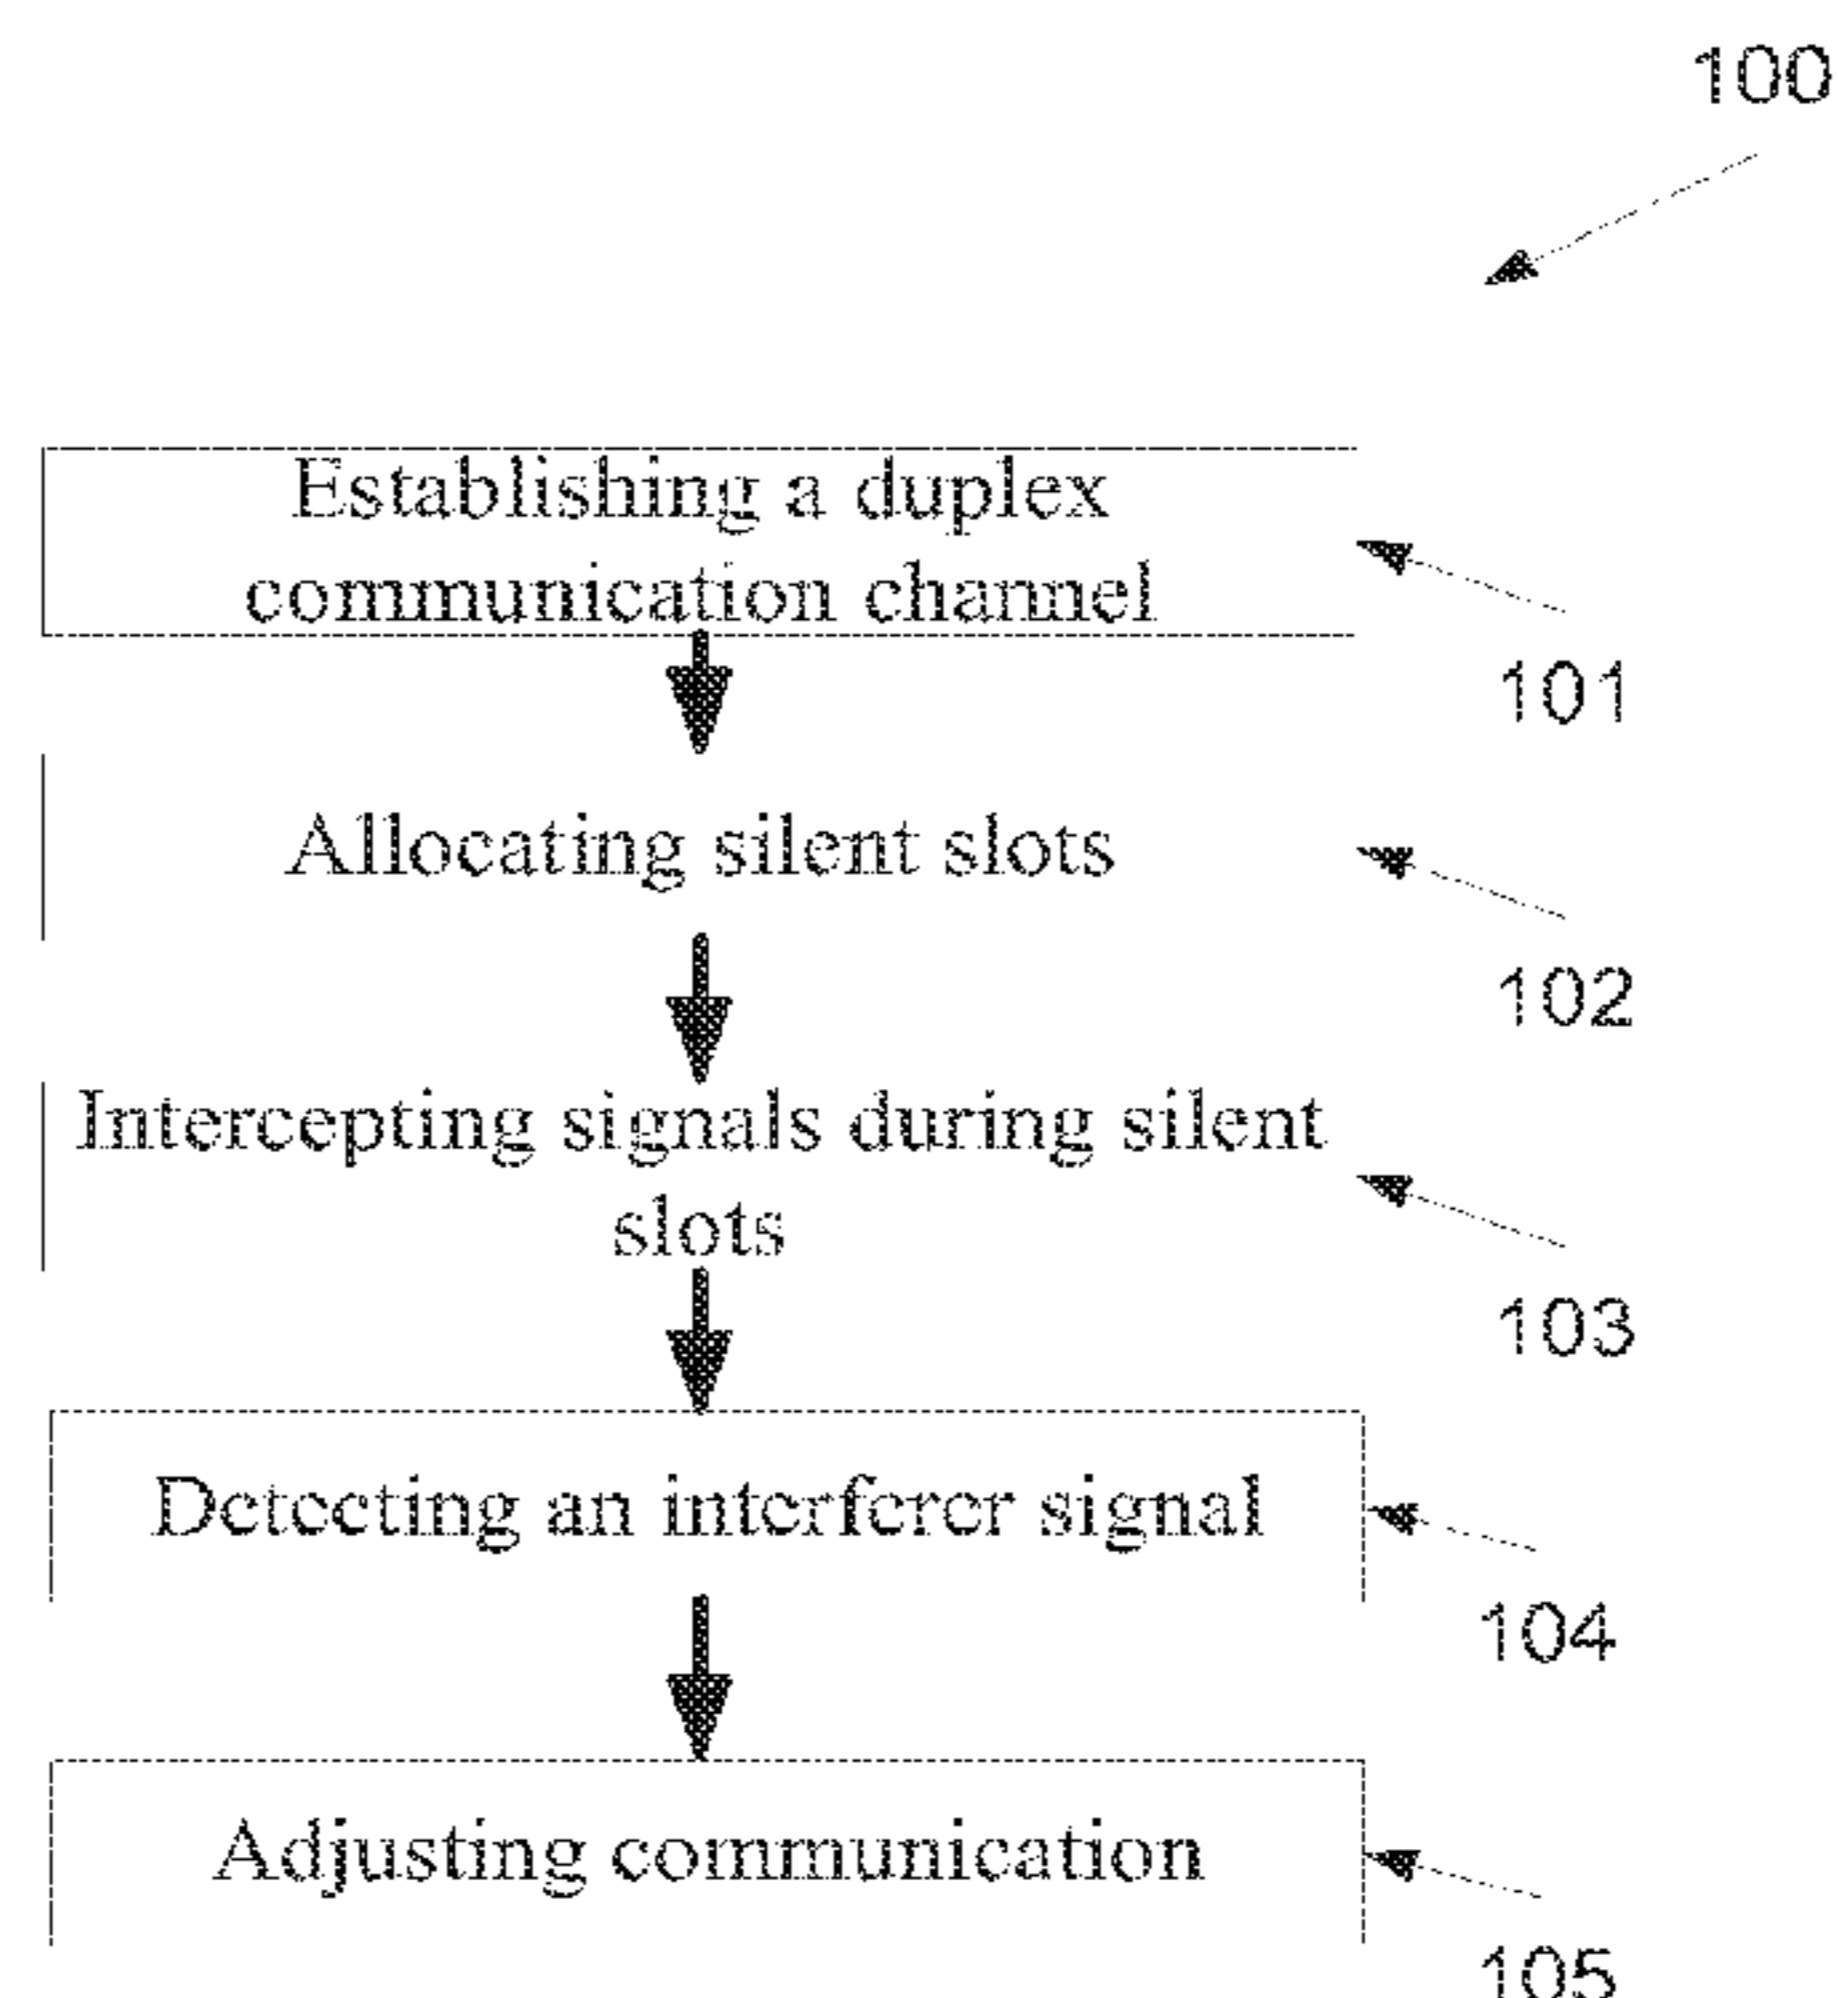 100
Establishing a duplex
communication channel
101
Allocating silent slots
102
Intercepting signals during silent
slots
103
Detecting an interferer signal
104
Adjusting communication
105